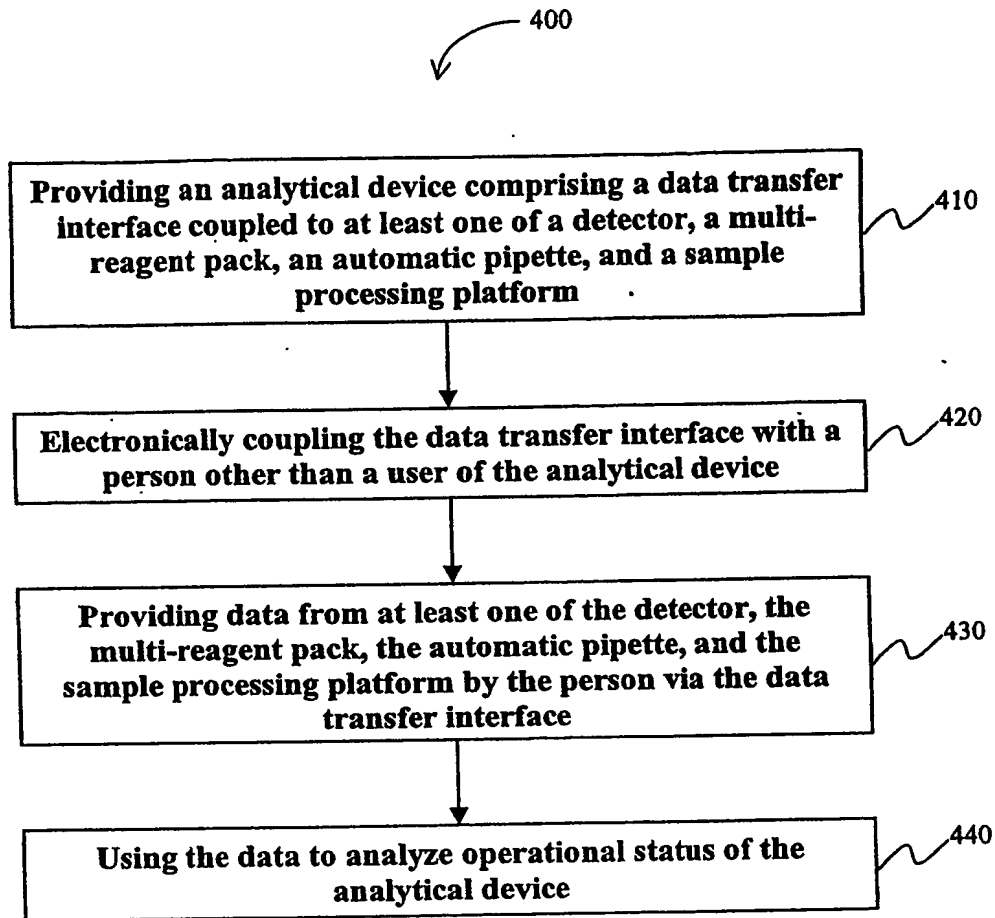 400
Providing an analytical device comprising a data transfer
interface coupled to at least one of a detector, a multi-
reagent pack, an automatic pipette, and a sample
processing platform
410
Electronically coupling the data transfer interface with a
person other than a user of the analytical device
420
Providing data from at least one of the detector, the
multi-reagent pack, the automatic pipette, and the
sample processing platform by the person via the data
transfer interface
430
Using the data to analyze operational status of the
analytical device
440